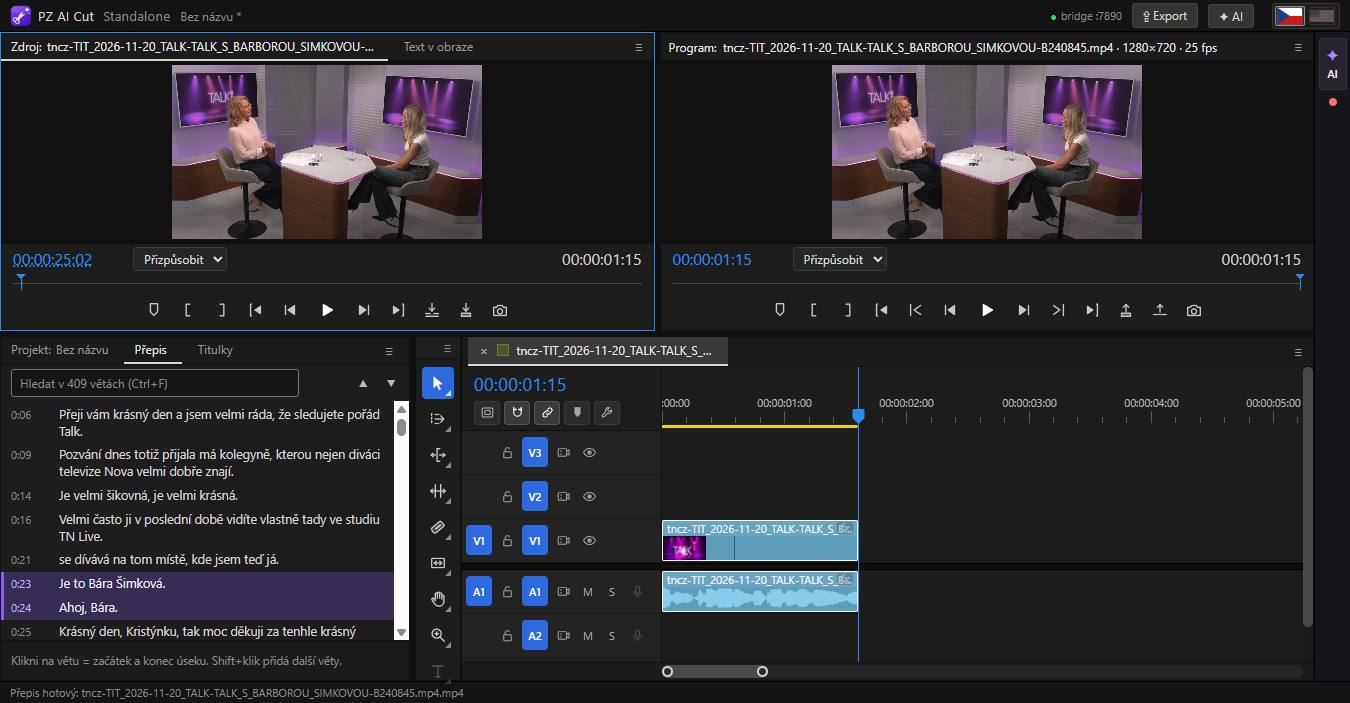 PZ AI Cut Standalone Bez názvu *
bridge :7890 Export AI
Zdroj: tncz-TIT_2026-11-20_TALK-TALK_S_BARBOROU_SIMKOVOU-...
Text v obraze
Program: tncz-TIT_2026-11-20_TALK-TALK_S_BARBOROU_SIMKOVOU-B240845.mp4 · 1280×720 · 25 fps
AI
TALK
TALK
00:00:25:02 Přizpůsobit 00:00:01:15
00:00:01:15 Přizpůsobit 00:00:01:15
Projekt: Bez názvu Přepis Titulky
Hledat v 409 větách (Ctrl+F)
0:06 Přeji vám krásný den a jsem velmi ráda, že sledujete pořád
Talk.
0:09 Pozvání dnes totiž přijala má kolegyně, kterou nejen diváci
televize Nova velmi dobře znají.
0:14 Je velmi šikovná, je velmi krásná.
0:16 Velmi často ji v poslední době vidíte vlastně tady ve studiu
TN Live.
0:21 se dívává na tom místě, kde jsem teď já.
0:23 Je to Bára Šimková.
0:24 Ahoj, Bára.
0:25 Krásný den, Kristýnku, tak moc děkuji za tenhle krásný
Klikni na větu = začátek a konec úseku. Shift+klik přidá další věty.
× tncz-TIT_2026-11-20_TALK-TALK_S_...
00:00:01:15
:00:00 00:00:01:00 00:00:02:00 00:00:03:00 00:00:04:00 00:00:05:00
V3
V2
V1 V1
tncz-TIT_2026-11-20_TALK-TALK_S_B
TALK
A1 A1 M S
tncz-TIT_2026-11-20_TALK-TALK_S_B
A2 M S
Přepis hotový: tncz-TIT_2026-11-20_TALK-TALK_S_BARBOROU_SIMKOVOU-B240845.mp4.mp4